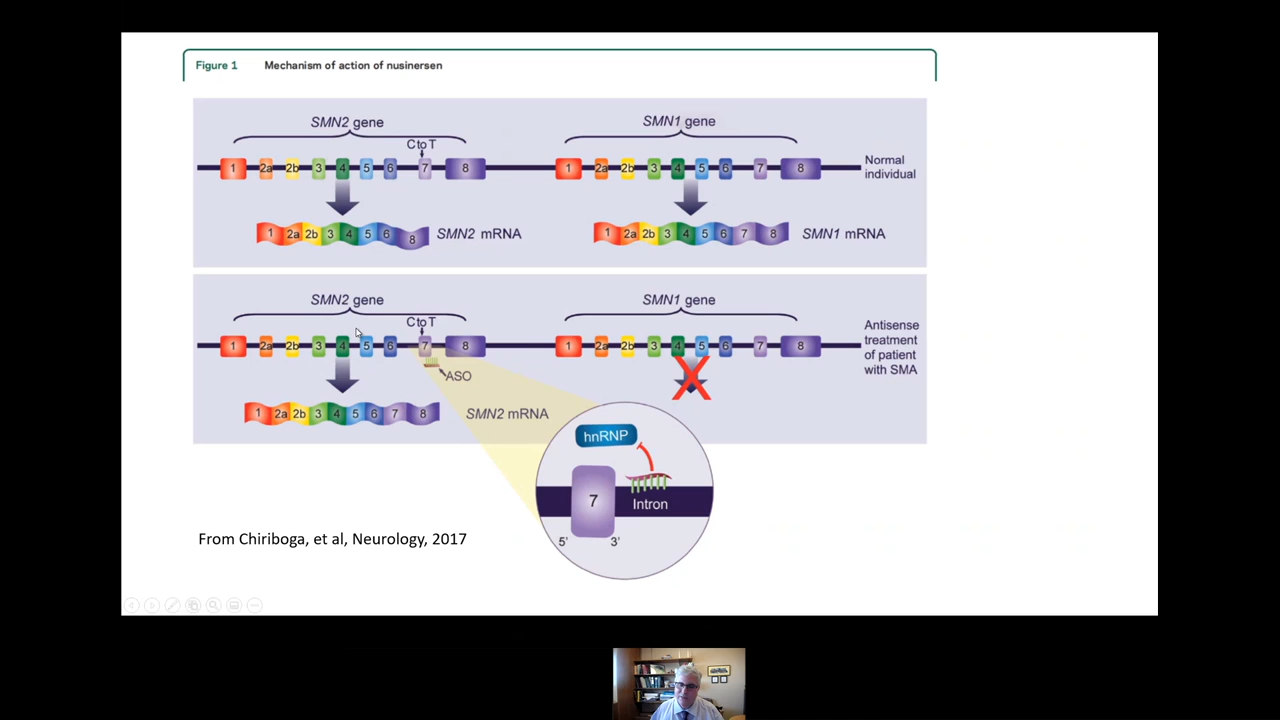 Figure 1 Mechanism of action of nusinersen
SMN2 gene
SMN1 gene
C to T
1 2a 2b 3 4 5 6 7 8
1 2a 2b 3 4 5 6 7 8
Normal
individual
1 2a 2b 3 4 5 6 8
SMN2 mRNA
1 2a 2b 3 4 5 6 7 8
SMN1 mRNA
SMN2 gene
SMN1 gene
C to T
1 2a 2b 3 4 5 6 7 8
1 2a 2b 3 4 5 6 7 8
Antisense
treatment
of patient
with SMA
ASO
1 2a 2b 3 4 5 6 7 8
SMN2 mRNA
hnRNP
7
Intron
5' 3'
From Chiriboga, et al, Neurology, 2017